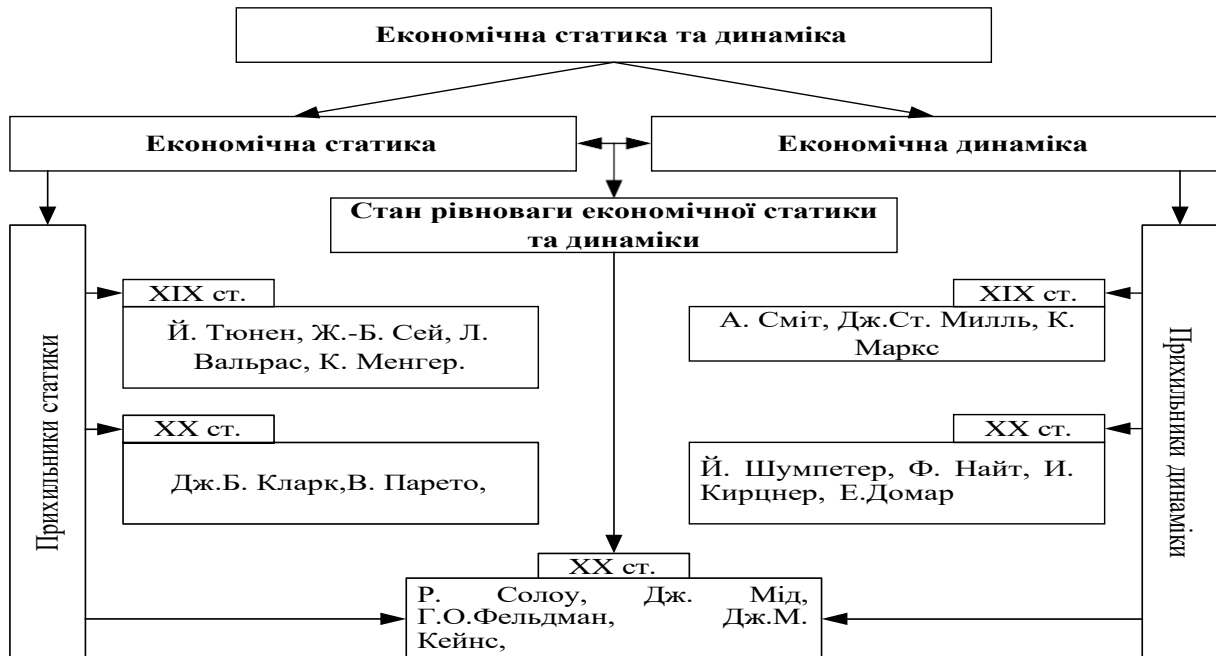 Економічна статика та динаміка
Економічна статика
Економічна динаміка
Стан рівноваги економічної статики
та динаміки
Прихильники статики
XIX ст.
Й. Тюнен, Ж.-Б. Сей, Л.
Вальрас, К. Менгер.
XX ст.
Дж.Б. Кларк,В. Парето,
XIX ст.
А. Сміт, Дж.Ст. Милль, К.
Маркс
XX ст.
Й. Шумпетер, Ф. Найт, И.
Кирцнер, Е.Домар
Прихильники динаміки
XX ст.
Р. Солоу, Дж. Мід,
Г.О.Фельдман, Дж.М.
Кейнс,